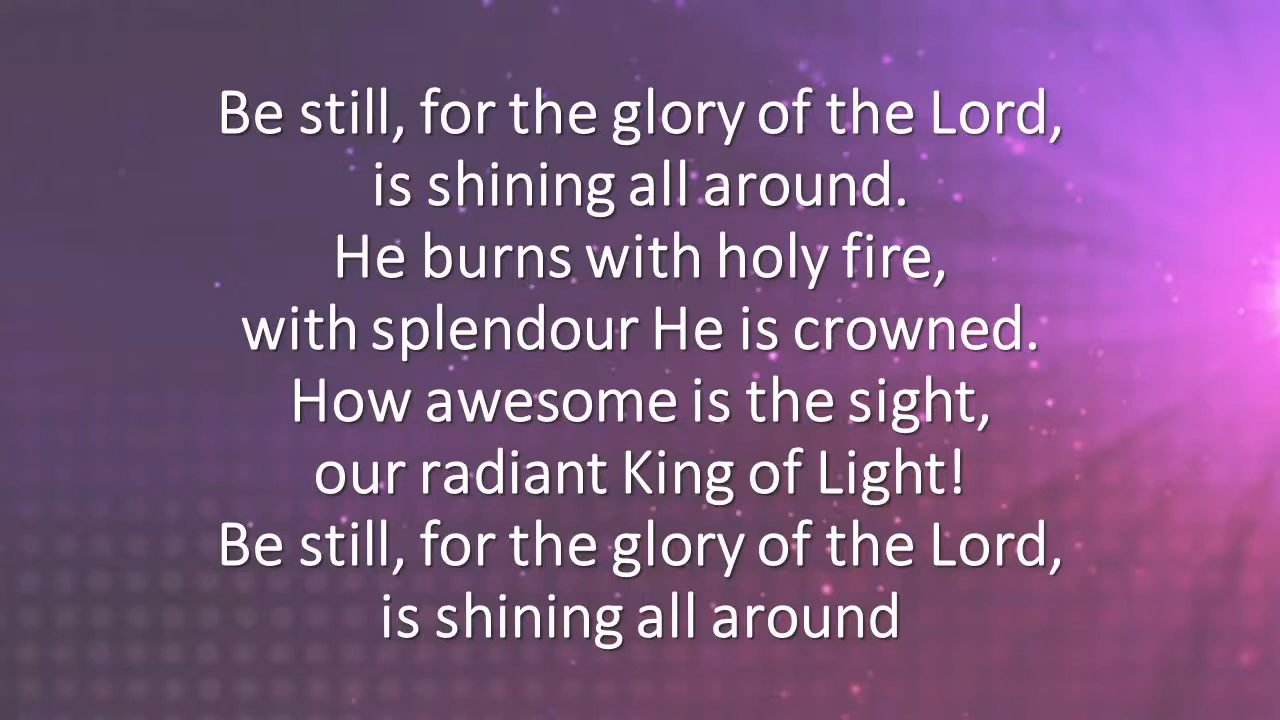 Be still, for the glory of the Lord,
is shining all around.
He burns with holy fire,
with splendour He is crowned.
How awesome is the sight,
our radiant King of Light!
Be still, for the glory of the Lord,
is shining all around